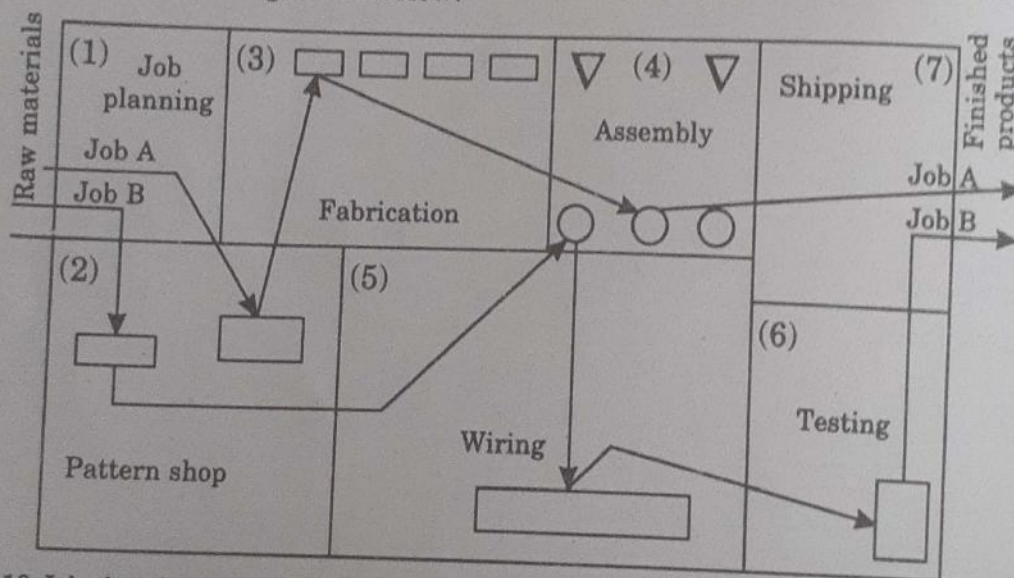 Raw materials
(1)
Job
planning
Job A
Job B
(2)
Pattern shop
(3)
Fabrication
(4)
Assembly
(5)
Wiring
(6)
Testing
(7)
Shipping
Job A
Job B
Finished
products